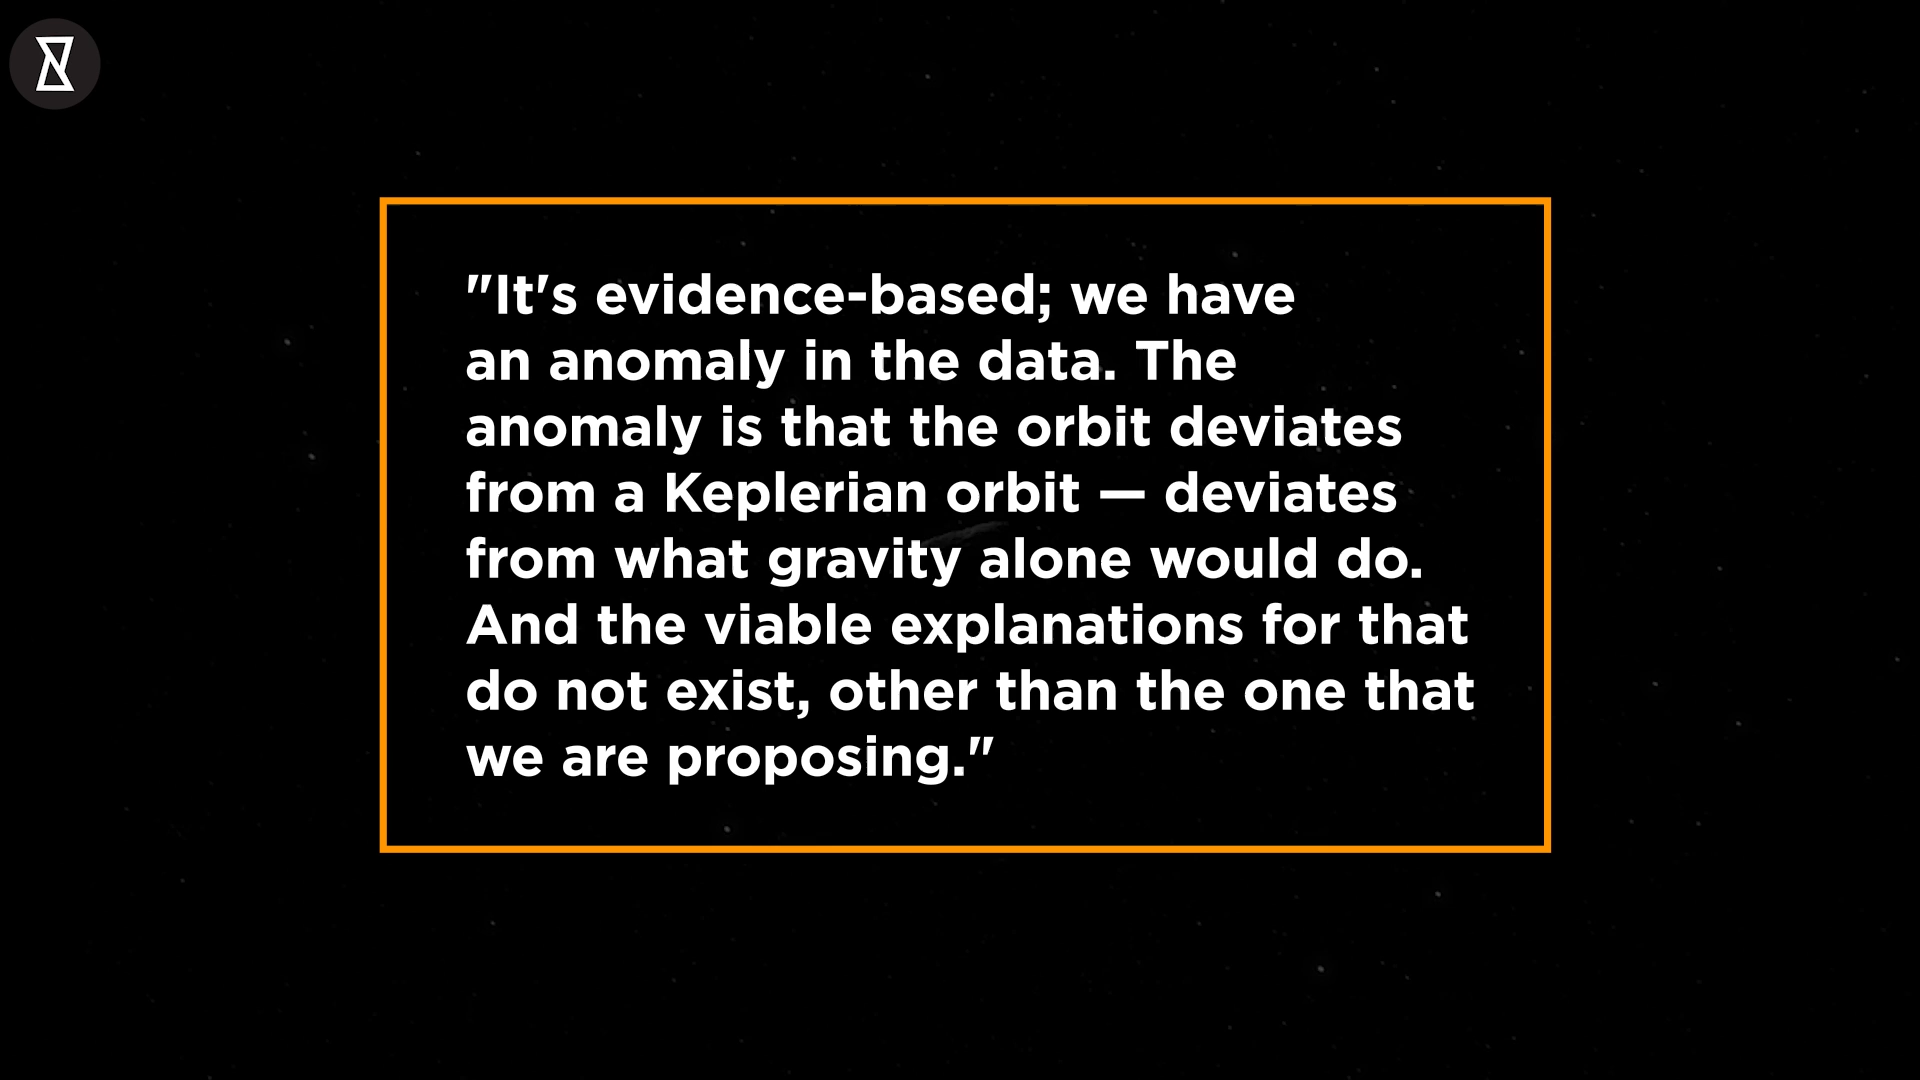 "It's evidence-based; we have
an anomaly in the data. The
anomaly is that the orbit deviates
from a Keplerian orbit — deviates
from what gravity alone would do.
And the viable explanations for that
do not exist, other than the one that
we are proposing."